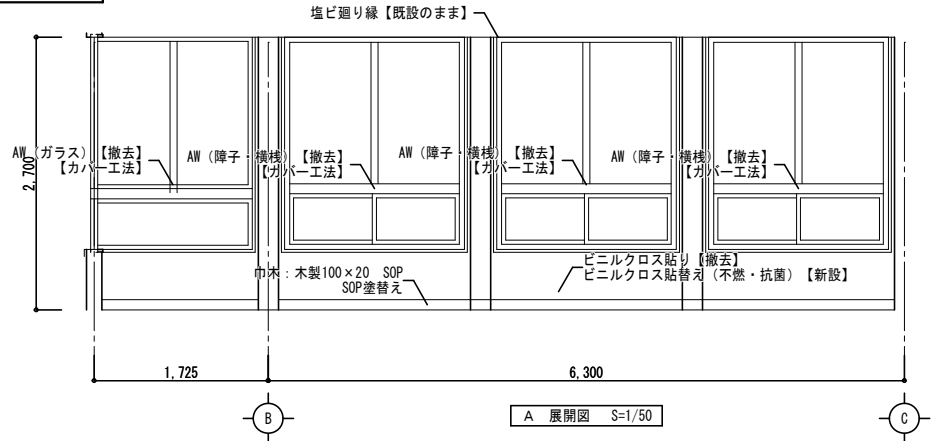 塩ビ廻り縁【既設のまま】
AW（ガラス）【撤去】
【カバー工法】
AW（障子・横桟）【撤去】
【カバー工法】
AW（障子・横桟）【撤去】
【カバー工法】
AW（障子・横桟）【撤去】
【カバー工法】
2,700
巾木：木製100×20 SOP
SOP塗替え
ビニルクロス貼り【撤去】
ビニルクロス貼替え（不燃・抗菌）【新設】
1,725
6,300
B
A 展開図 S=1/50
C